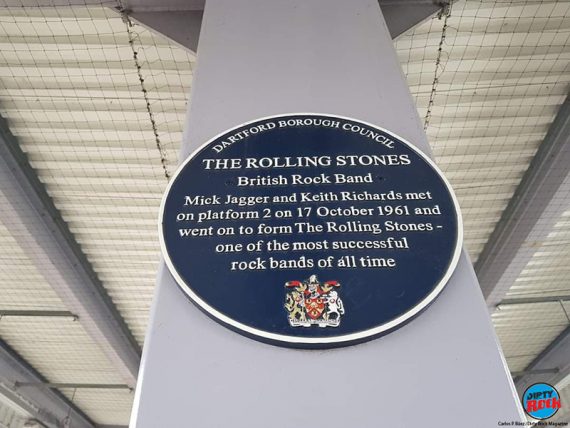 DARTFORD BOROUGH COUNCIL
THE ROLLING STONES
British Rock Band
Mick Jagger and Keith Richards met
on platform 2 on 17 October 1961 and
went on to form The Rolling Stones -
one of the most successful
rock bands of all time
DIRTY
ROCK
Carlos P. Báez / Dirty Rock Magazine